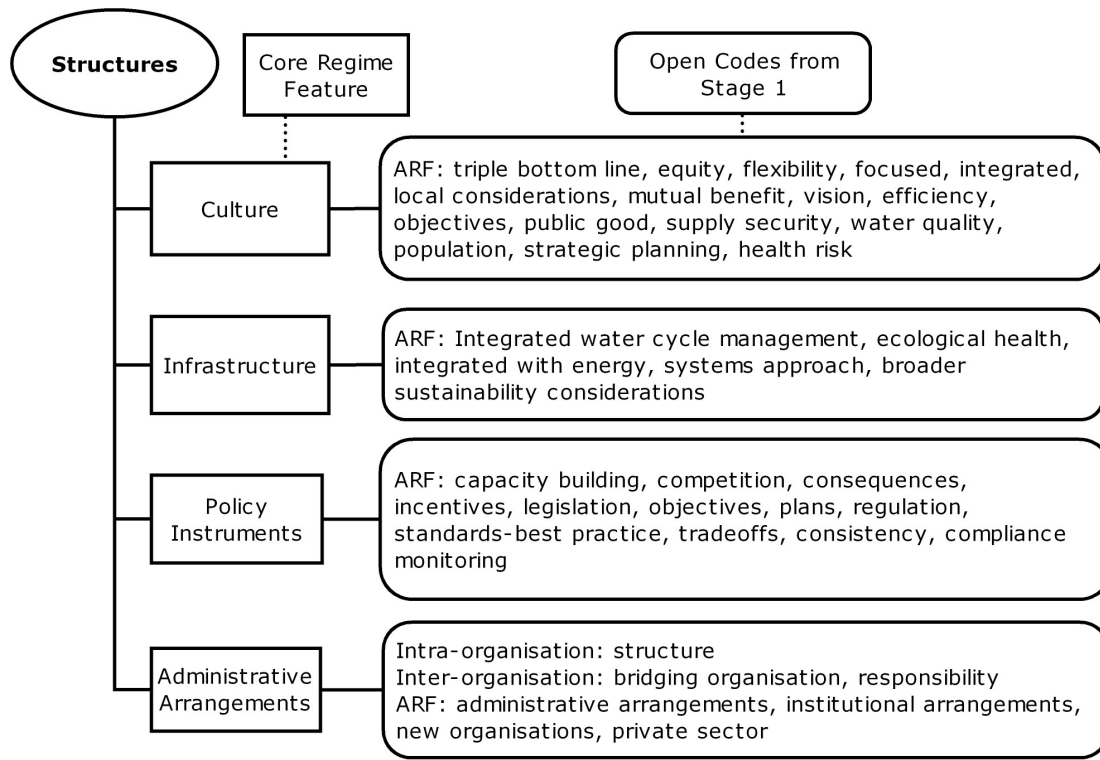 Structures
Core Regime
Feature
Open Codes from
Stage 1
Culture
ARF: triple bottom line, equity, flexibility, focused, integrated,
local considerations, mutual benefit, vision, efficiency,
objectives, public good, supply security, water quality,
population, strategic planning, health risk
Infrastructure
ARF: Integrated water cycle management, ecological health,
integrated with energy, systems approach, broader
sustainability considerations
Policy
Instruments
ARF: capacity building, competition, consequences,
incentives, legislation, objectives, plans, regulation,
standards-best practice, tradeoffs, consistency, compliance
monitoring
Administrative
Arrangements
Intra-organisation: structure
Inter-organisation: bridging organisation, responsibility
ARF: administrative arrangements, institutional arrangements,
new organisations, private sector